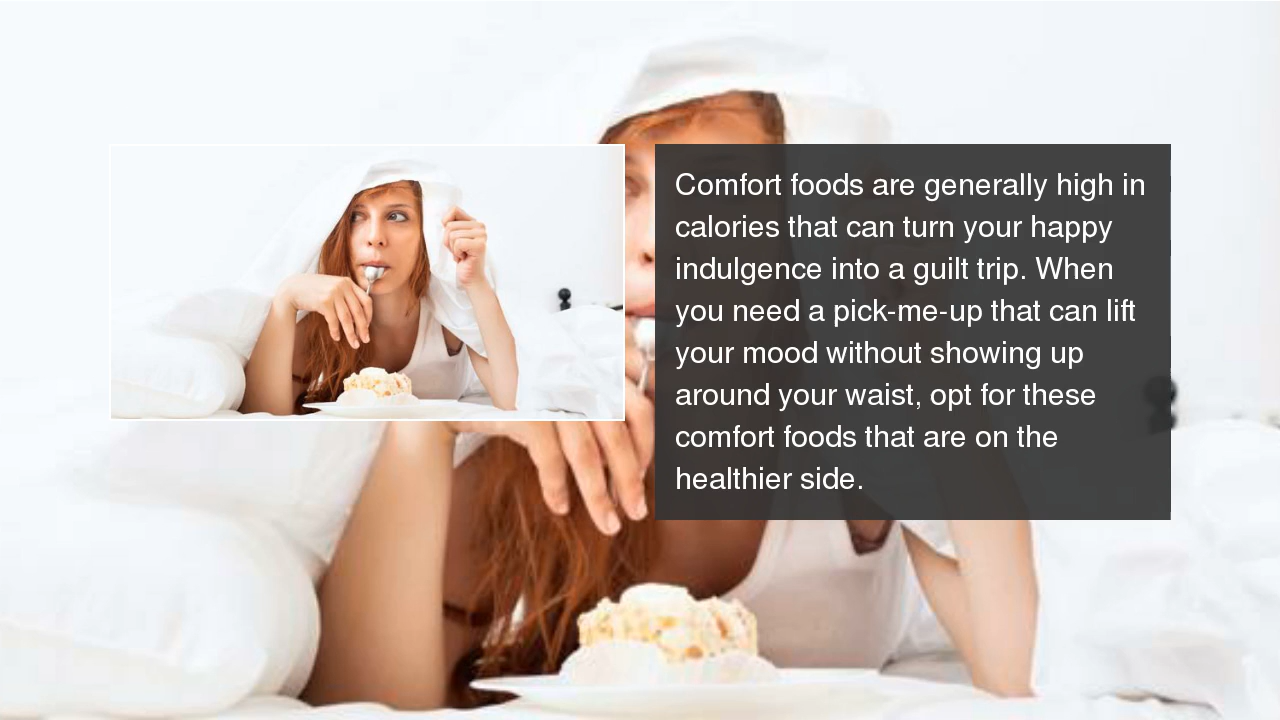 Comfort foods are generally high in
calories that can turn your happy
indulgence into a guilt trip. When
you need a pick-me-up that can lift
your mood without showing up
around your waist, opt for these
comfort foods that are on the
healthier side.